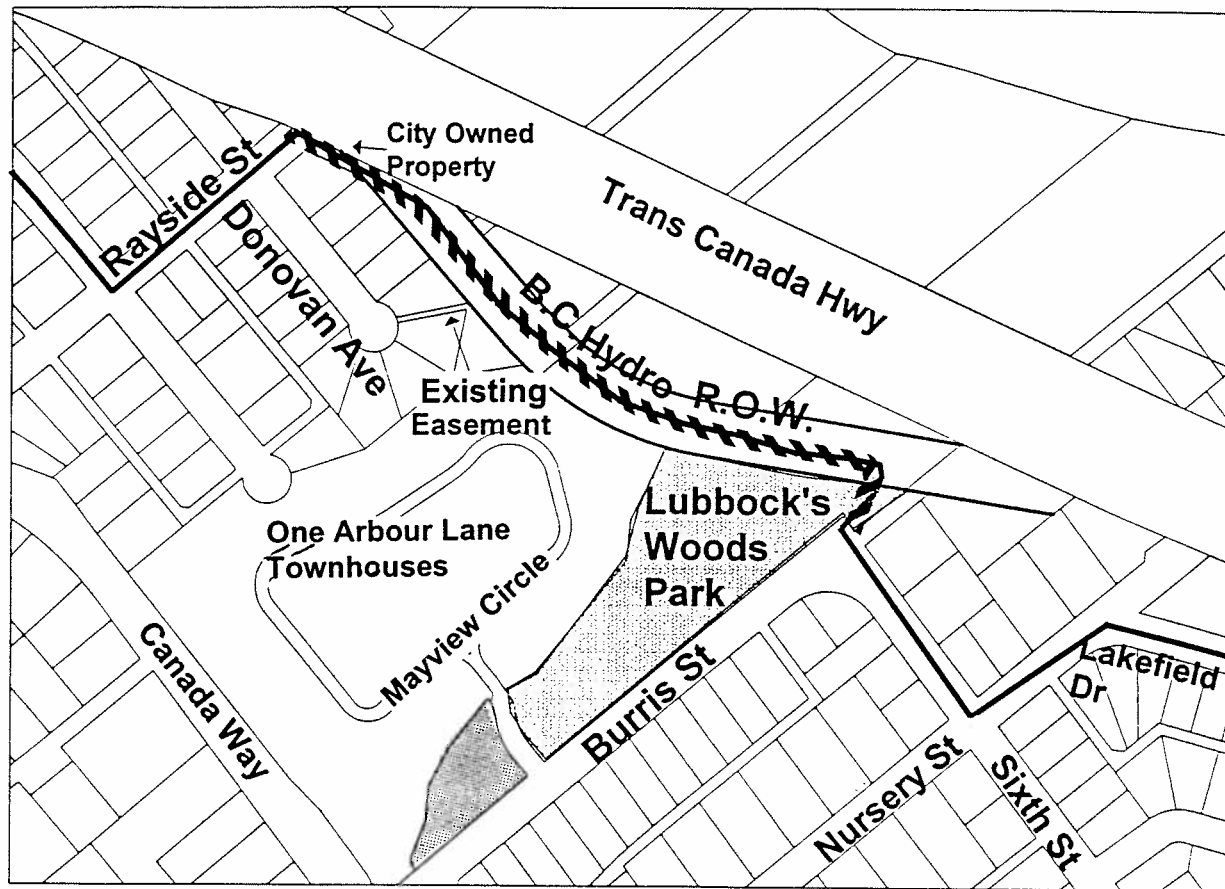 City Owned
Property
Trans Canada Hwy
Rayside St
Donovan Ave
B.C.Hydro R.O.W.
Existing
Easement
Lubbock's
Woods
Park
One Arbour Lane
Townhouses
Mayview Circle
Canada Way
Burris St
Lakefield
Dr
Nursery St
Sixth St